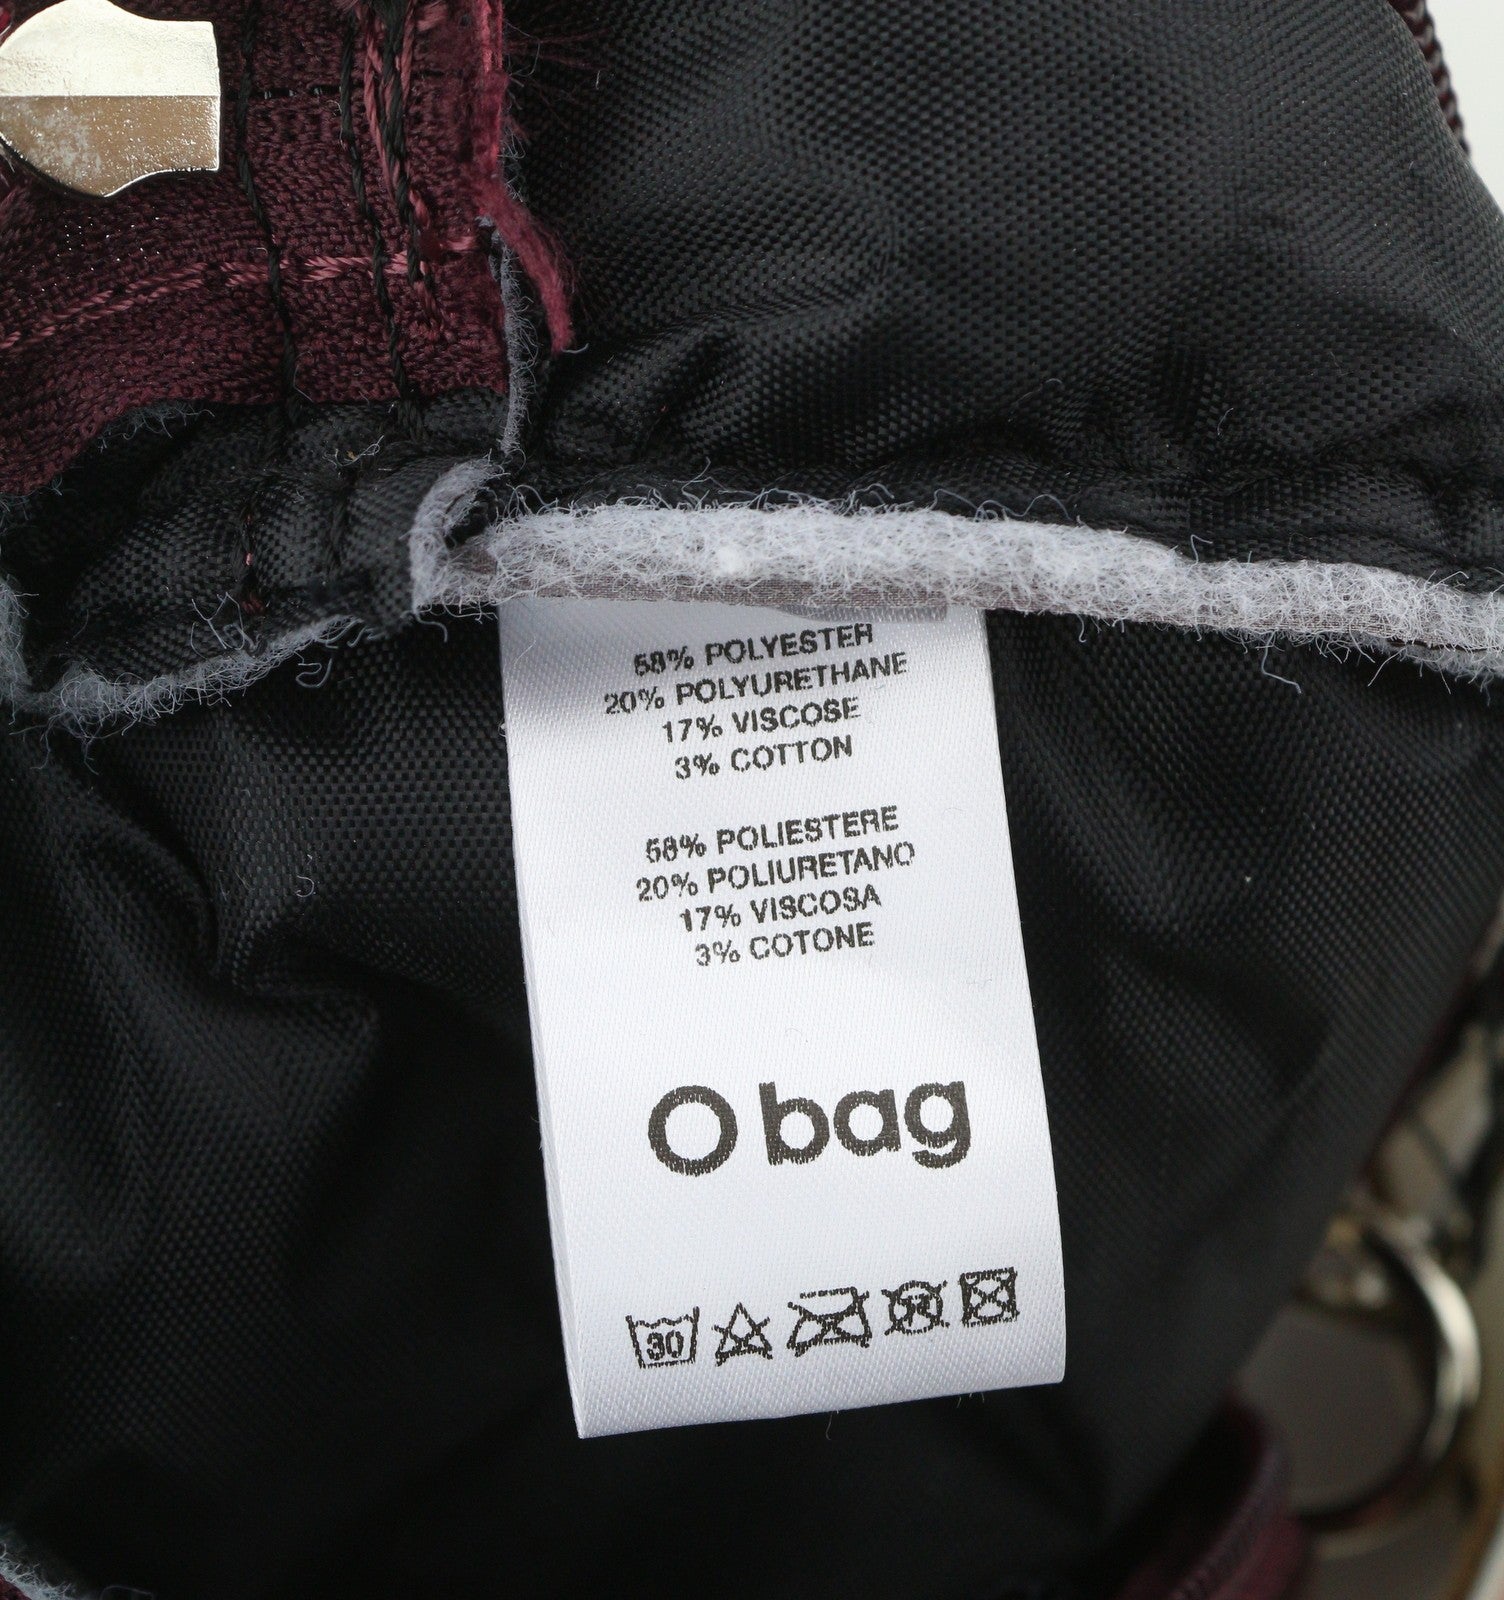 58% POLYESTER
20% POLYURETHANE
17% VISCOSE
3% COTTON
58% POLIESTERE
20% POLIURETANO
17% VISCOSA
3% COTONE
O bag
30